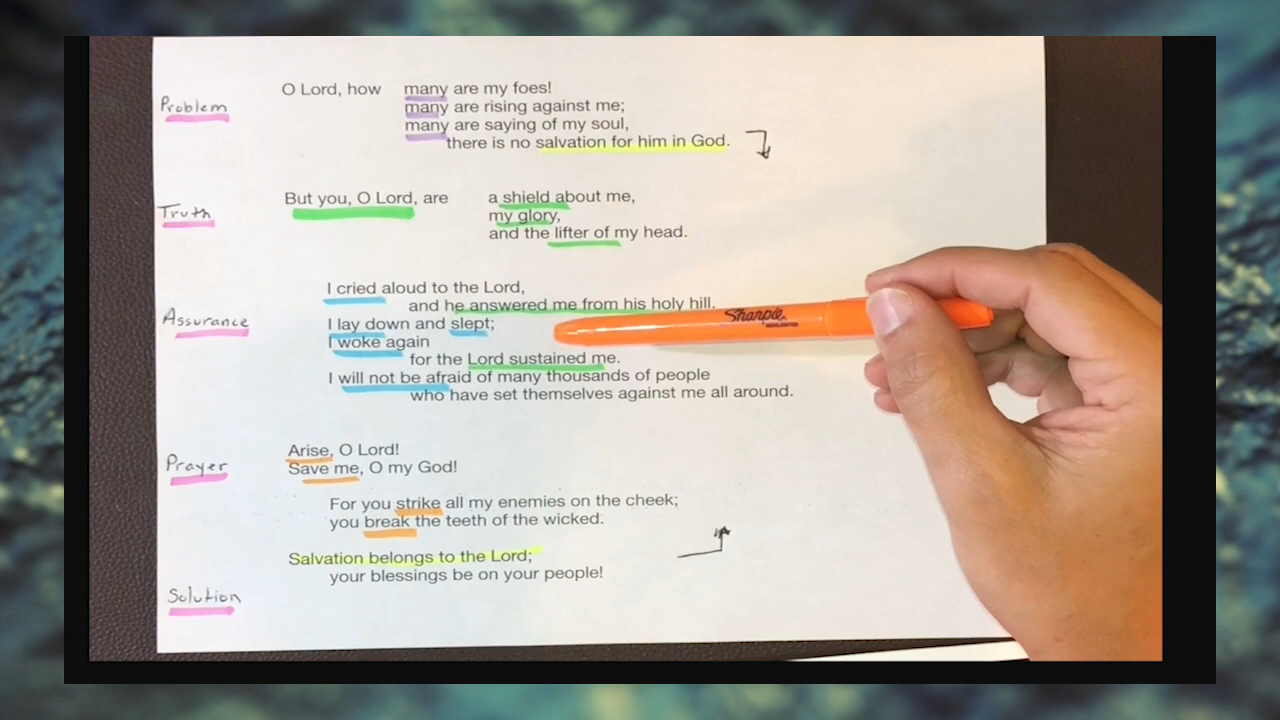 Problem
O Lord, how many are my foes!
many are rising against me;
many are saying of my soul,
there is no salvation for him in God.
Truth
But you, O Lord, are a shield about me,
my glory,
and the lifter of my head.
Assurance
I cried aloud to the Lord,
and he answered me from his holy hill.
I lay down and slept;
I woke again
for the Lord sustained me.
I will not be afraid of many thousands of people
who have set themselves against me all around.
Sharpie
HIGHLIGHTER
Prayer
Arise, O Lord!
Save me, O my God!
For you strike all my enemies on the cheek;
you break the teeth of the wicked.
Salvation belongs to the Lord;
your blessings be on your people!
Solution